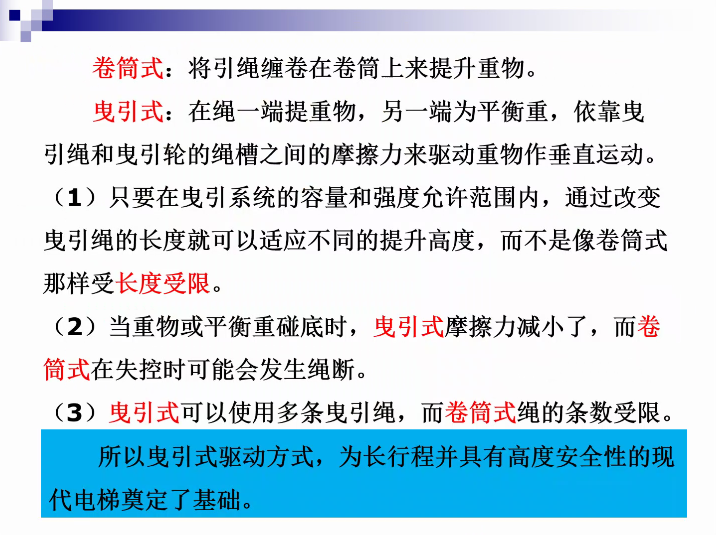 卷筒式：将引绳缠卷在卷筒上来提升重物。
曳引式：在绳一端提重物，另一端为平衡重，依靠曳
引绳和曳引轮的绳槽之间的摩擦力来驱动重物作垂直运动。
（1）只要在曳引系统的容量和强度允许范围内，通过改变
曳引绳的长度就可以适应不同的提升高度，而不是像卷筒式
那样受长度受限。
（2）当重物或平衡重碰底时，曳引式摩擦力减小了，而卷
筒式在失控时可能会发生绳断。
（3）曳引式可以使用多条曳引绳，而卷筒式绳的条数受限。
所以曳引式驱动方式，为长行程并具有高度安全性的现
代电梯奠定了基础。